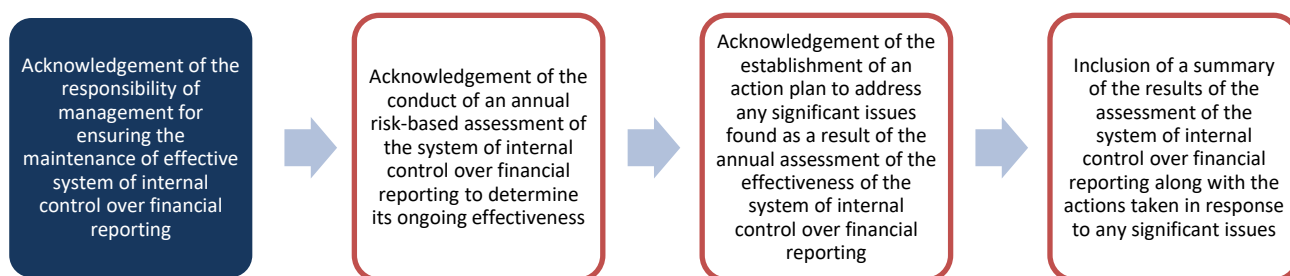 Acknowledgement of the
responsibility of
management for
ensuring the
maintenance of effective
system of internal
control over financial
reporting
Acknowledgement of the
conduct of an annual
risk-based assessment of
the system of internal
control over financial
reporting to determine
its ongoing effectiveness
Acknowledgement of the
establishment of an
action plan to address
any significant issues
found as a result of the
annual assessment of the
effectiveness of the
system of internal
control over financial
reporting
Inclusion of a summary
of the results of the
assessment of the
system of internal
control over financial
reporting along with the
actions taken in response
to any significant issues